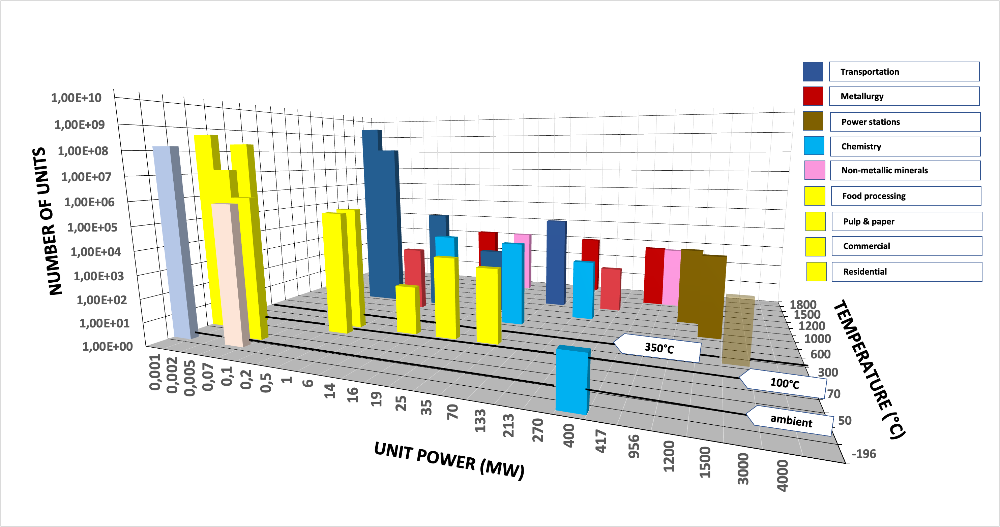 1,00E+10
1,00E+09
1,00E+08
1,00E+07
1,00E+06
1,00E+05
1,00E+04
1,00E+03
1,00E+02
1,00E+01
1,00E+00
NUMBER OF UNITS
0,001
0,002
0,005
0,07
0,1
0,2
0,5
1
6
14
16
19
25
35
70
133
213
270
400
417
956
1200
1500
3000
4000
UNIT POWER (MW)
1800
1500
1200
1000
600
300
70
50
-196
TEMPERATURE (°C)
350°C
100°C
ambient
Transportation
Metallurgy
Power stations
Chemistry
Non-metallic minerals
Food processing
Pulp & paper
Commercial
Residential